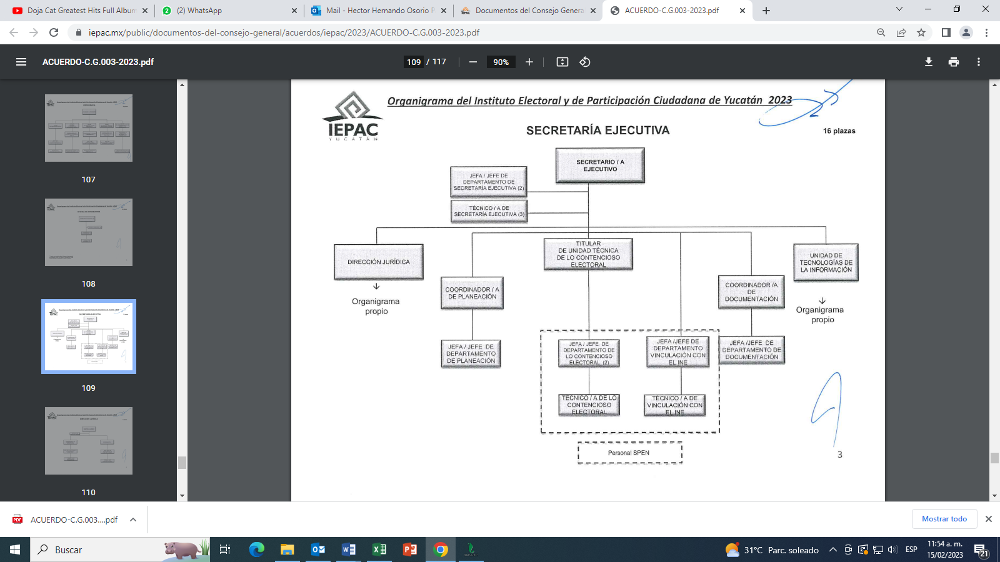 Doja Cat Greatest Hits Full Album
(2) WhatsApp
Mail - Hector Hernando Osorio P
Documentos del Consejo Genera
ACUERDO-C.G.003-2023.pdf
iepac.mx/public/documentos-del-consejo-general/acuerdos/iepac/2023/ACUERDO-C.G.003-2023.pdf
ACUERDO-C.G.003-2023.pdf
109 / 117
90%
107
108
109
110
IEPAC
YUCATÁN
Organigrama del Instituto Electoral y de Participación Ciudadana de Yucatán 2023
SECRETARÍA EJECUTIVA
16 plazas
SECRETARIO / A
EJECUTIVO
JEFA / JEFE DE
DEPARTAMENTO DE
SECRETARÍA EJECUTIVA (2)
TÉCNICO / A DE
SECRETARIA EJECUTIVA (3)
DIRECCIÓN JURÍDICA
Organigrama
propio
COORDINADOR / A
DE PLANEACIÓN
JEFA / JEFE DE
DEPARTAMENTO
DE PLANEACIÓN
TITULAR
DE UNIDAD TÉCNICA
DE LO CONTENCIOSO
ELECTORAL
JEFA / JEFE DE
DEPARTAMENTO DE
LO CONTENCIOSO
ELECTORAL (2)
TÉCNICO / A DE LO
CONTENCIOSO
ELECTORAL
JEFA /JEFE DE
DEPARTAMENTO
VINCULACIÓN CON
EL INE
TÉCNICO / A DE
VINCULACIÓN CON
EL INE
COORDINADOR /A
DE
DOCUMENTACIÓN
JEFA /JEFE DE
DEPARTAMENTO DE
DOCUMENTACIÓN
UNIDAD DE
TECNOLOGÍAS DE
LA INFORMACIÓN
Organigrama
propio
Personal SPEN
3
ACUERDO-C.G.003....pdf
Mostrar todo
Buscar
31°C Parc. soleado
ESP
11:54 a. m.
15/02/2023
21